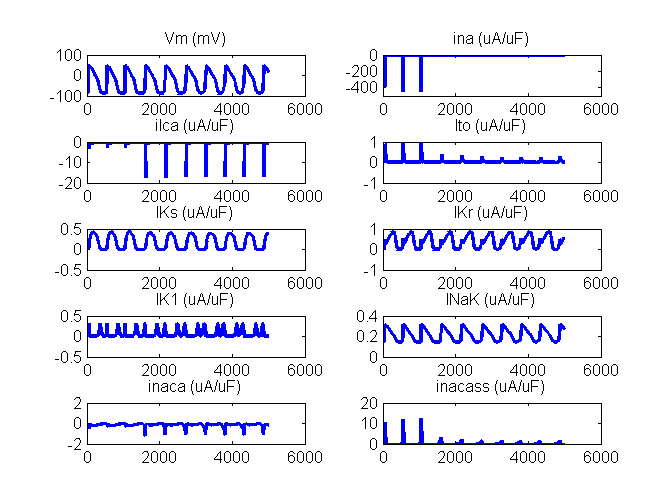 Vm (mV)
100
0
-100
0 2000 4000 6000
ina (uA/uF)
0
-200
-400
0 2000 4000 6000
ilca (uA/uF)
0
-10
-20
0 2000 4000 6000
Ito (uA/uF)
1
0
-1
0 2000 4000 6000
IKs (uA/uF)
0.5
0
-0.5
0 2000 4000 6000
IKr (uA/uF)
1
0
-1
0 2000 4000 6000
IK1 (uA/uF)
0.5
0
-0.5
0 2000 4000 6000
INaK (uA/uF)
0.4
0.2
0
0 2000 4000 6000
inaca (uA/uF)
2
0
-2
0 2000 4000 6000
inacass (uA/uF)
20
10
0
0 2000 4000 6000